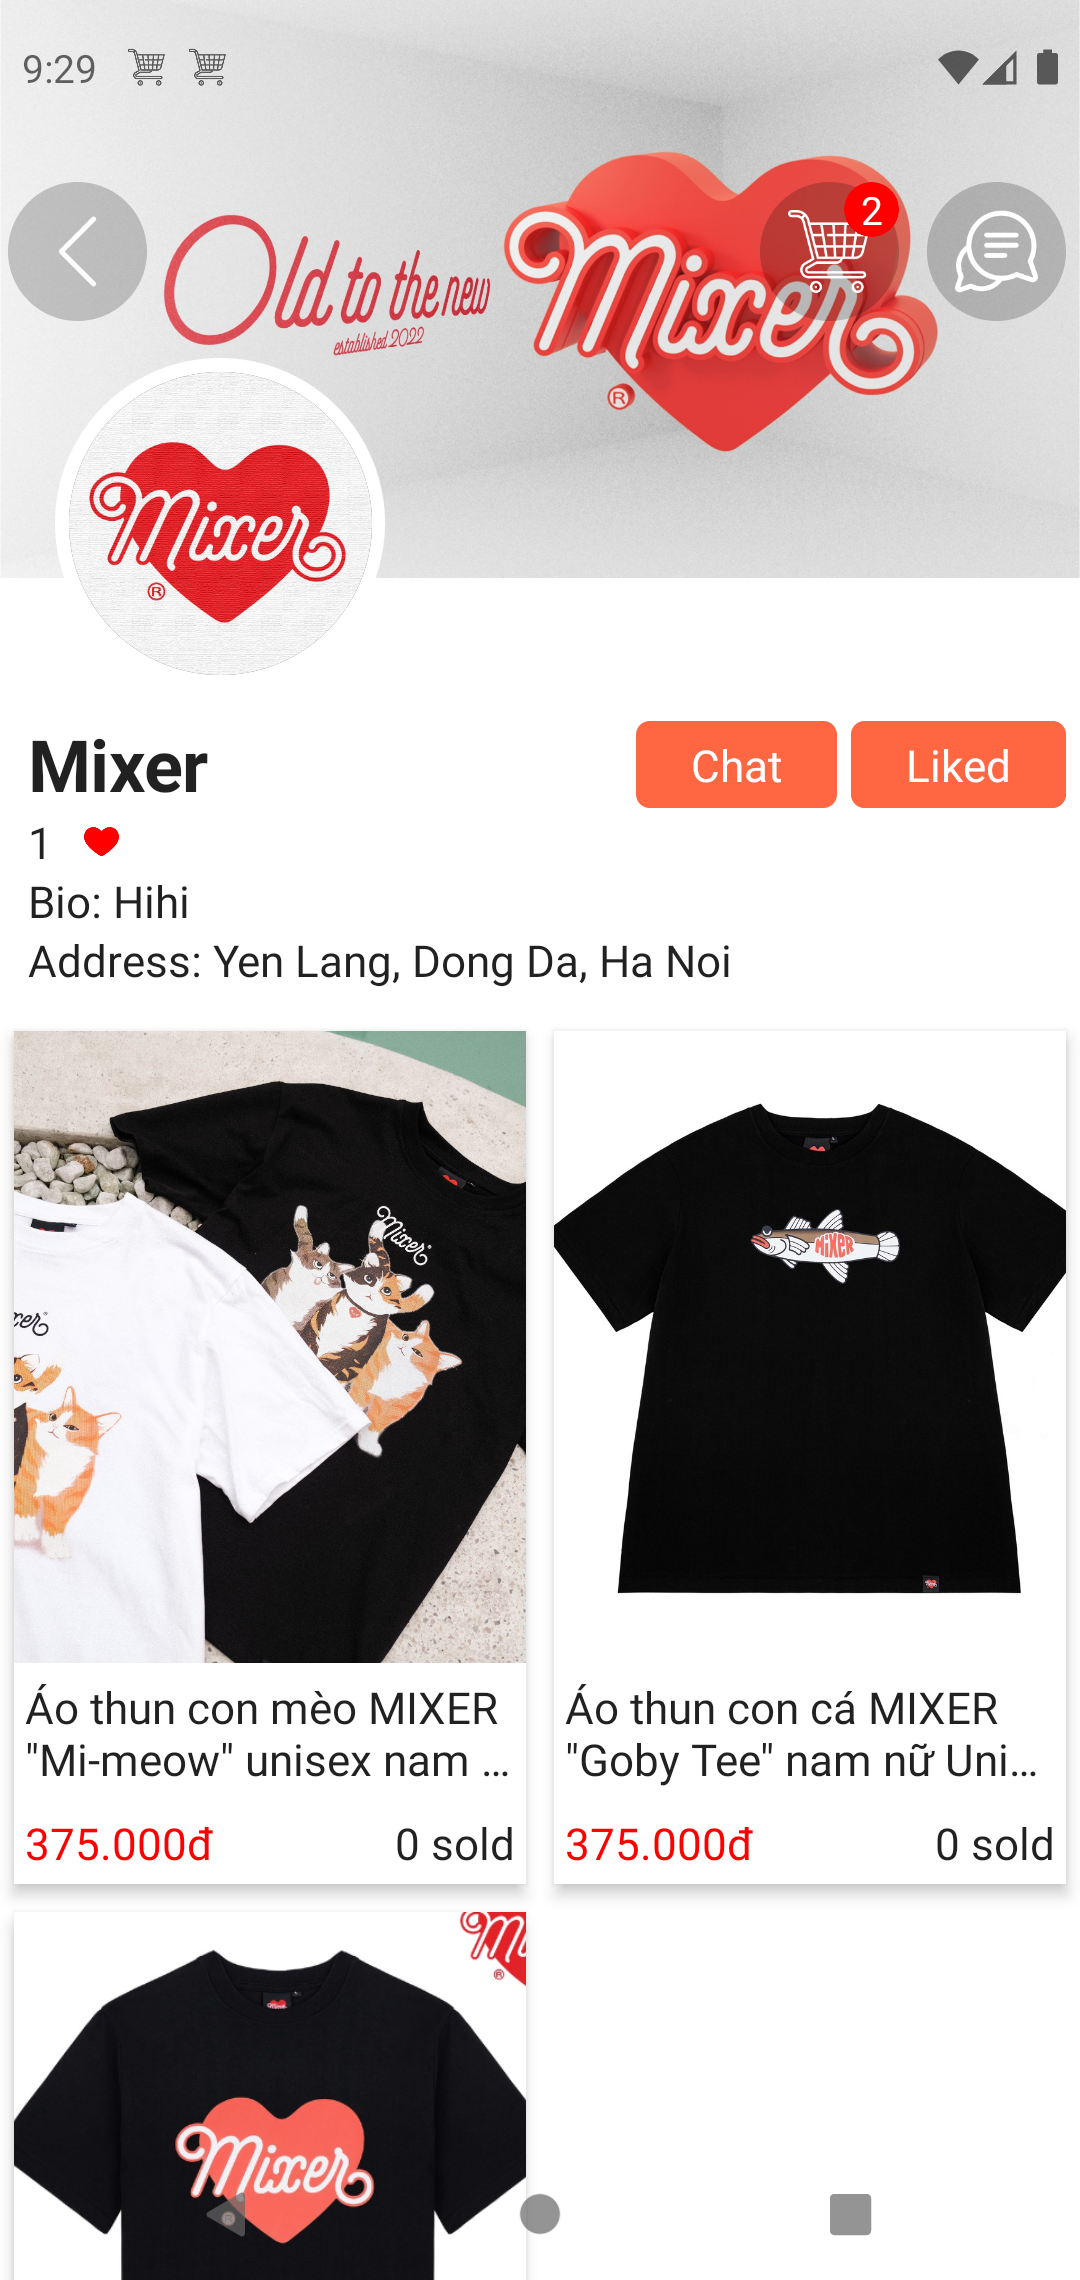 9:29
2
Old to the new
established 2022
Mixer
®
Mixer
®
Mixer
Chat
Liked
1
Bio: Hihi
Address: Yen Lang, Dong Da, Ha Noi
Mixer
®
xer
®
MIXER
Áo thun con mèo MIXER
"Mi-meow" unisex nam ...
Áo thun con cá MIXER
"Goby Tee" nam nữ Uni...
375.000đ
0 sold
375.000đ
0 sold
Mi
®
Mixer
®